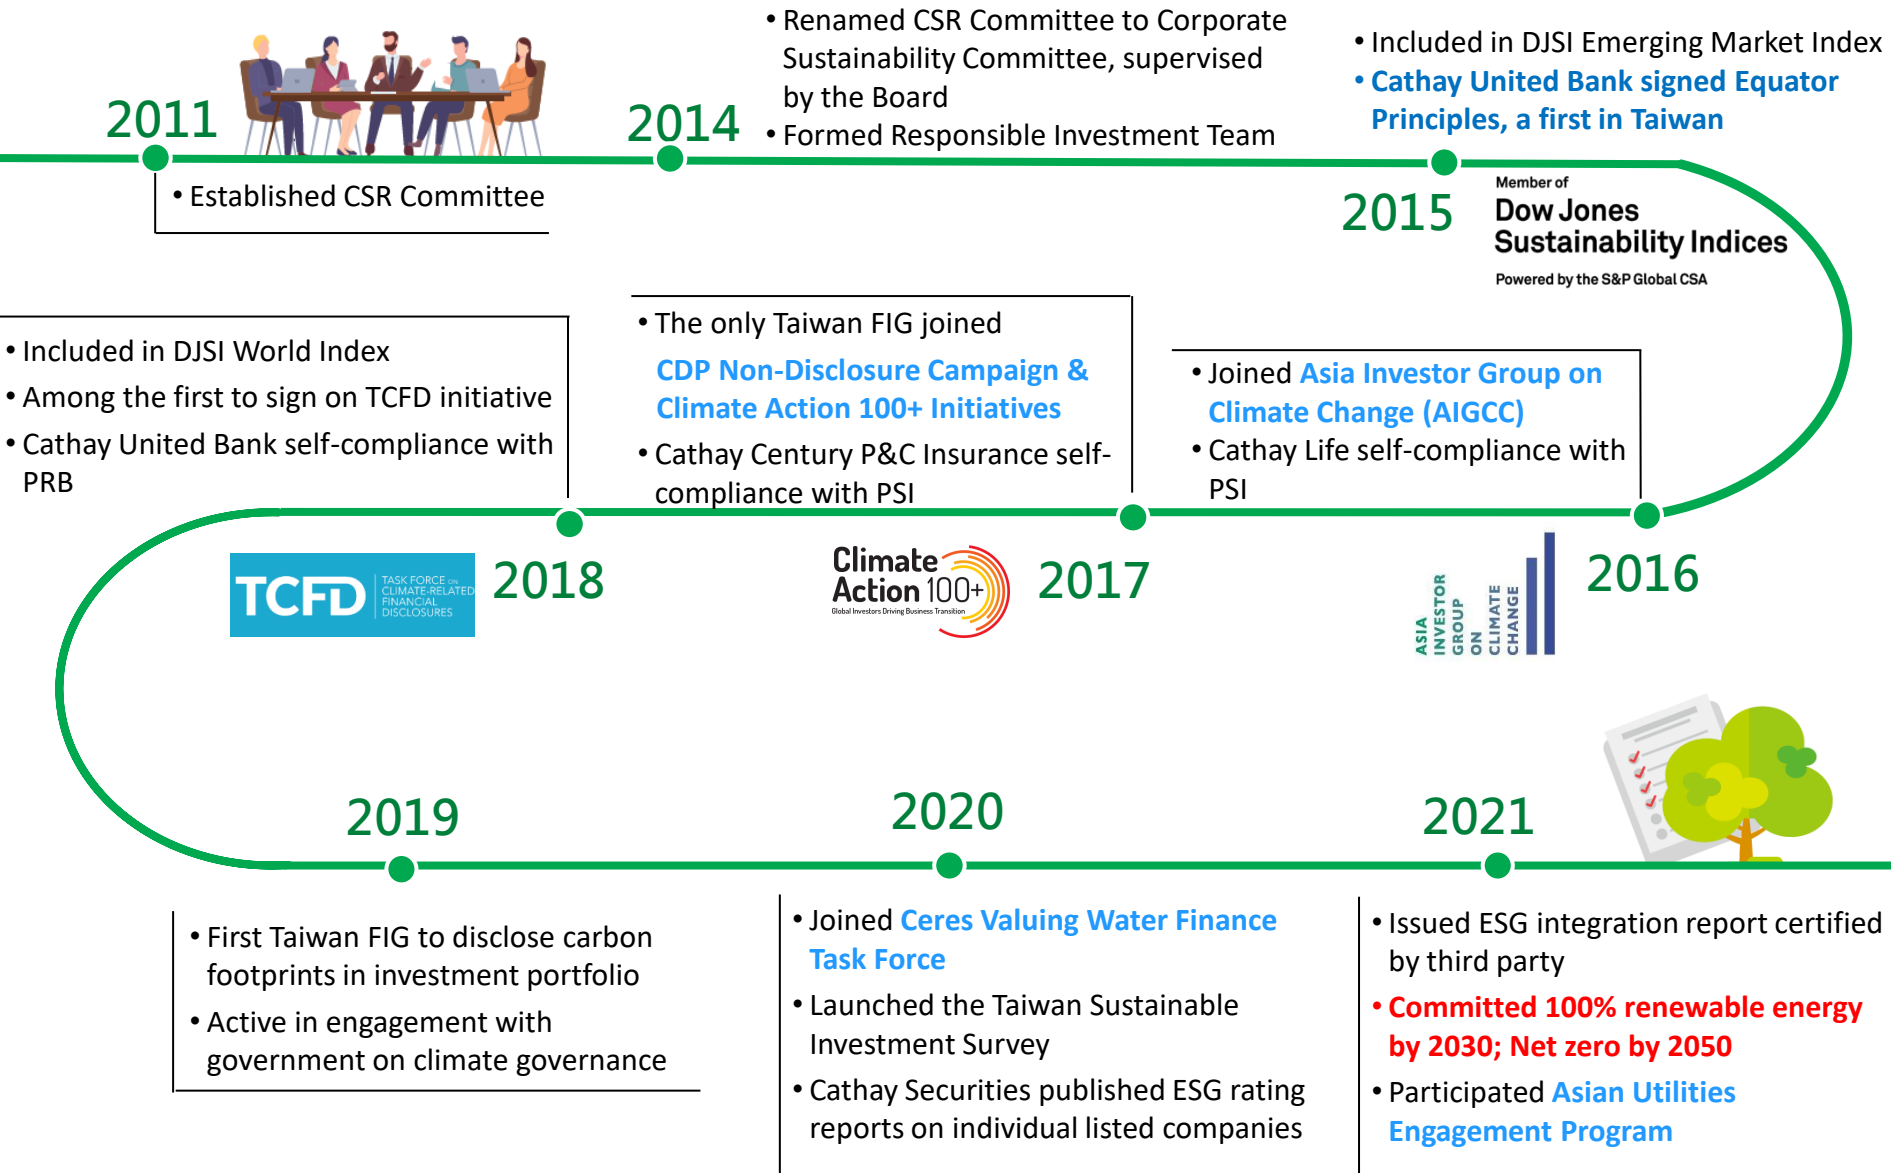 2011
• Established CSR Committee
2014
• Renamed CSR Committee to Corporate
Sustainability Committee, supervised
by the Board
• Formed Responsible Investment Team
• Included in DJSI Emerging Market Index
• Cathay United Bank signed Equator
Principles, a first in Taiwan
2015
Member of
Dow Jones
Sustainability Indices
Powered by the S&P Global CSA
• Joined Asia Investor Group on
Climate Change (AIGCC)
• Cathay Life self-compliance with
PSI
2016
ASIA
INVESTOR
GROUP
ON
CLIMATE
CHANGE
• The only Taiwan FIG joined
CDP Non-Disclosure Campaign &
Climate Action 100+ Initiatives
• Cathay Century P&C Insurance self-
compliance with PSI
2017
Climate
Action 100+
Global Investors Driving Business Transition
• Included in DJSI World Index
• Among the first to sign on TCFD initiative
• Cathay United Bank self-compliance with
PRB
2018
TCFD
TASK FORCE ON
CLIMATE-RELATED
FINANCIAL
DISCLOSURES
2019
• First Taiwan FIG to disclose carbon
footprints in investment portfolio
• Active in engagement with
government on climate governance
2020
• Joined Ceres Valuing Water Finance
Task Force
• Launched the Taiwan Sustainable
Investment Survey
• Cathay Securities published ESG rating
reports on individual listed companies
2021
• Issued ESG integration report certified
by third party
• Committed 100% renewable energy
by 2030; Net zero by 2050
• Participated Asian Utilities
Engagement Program